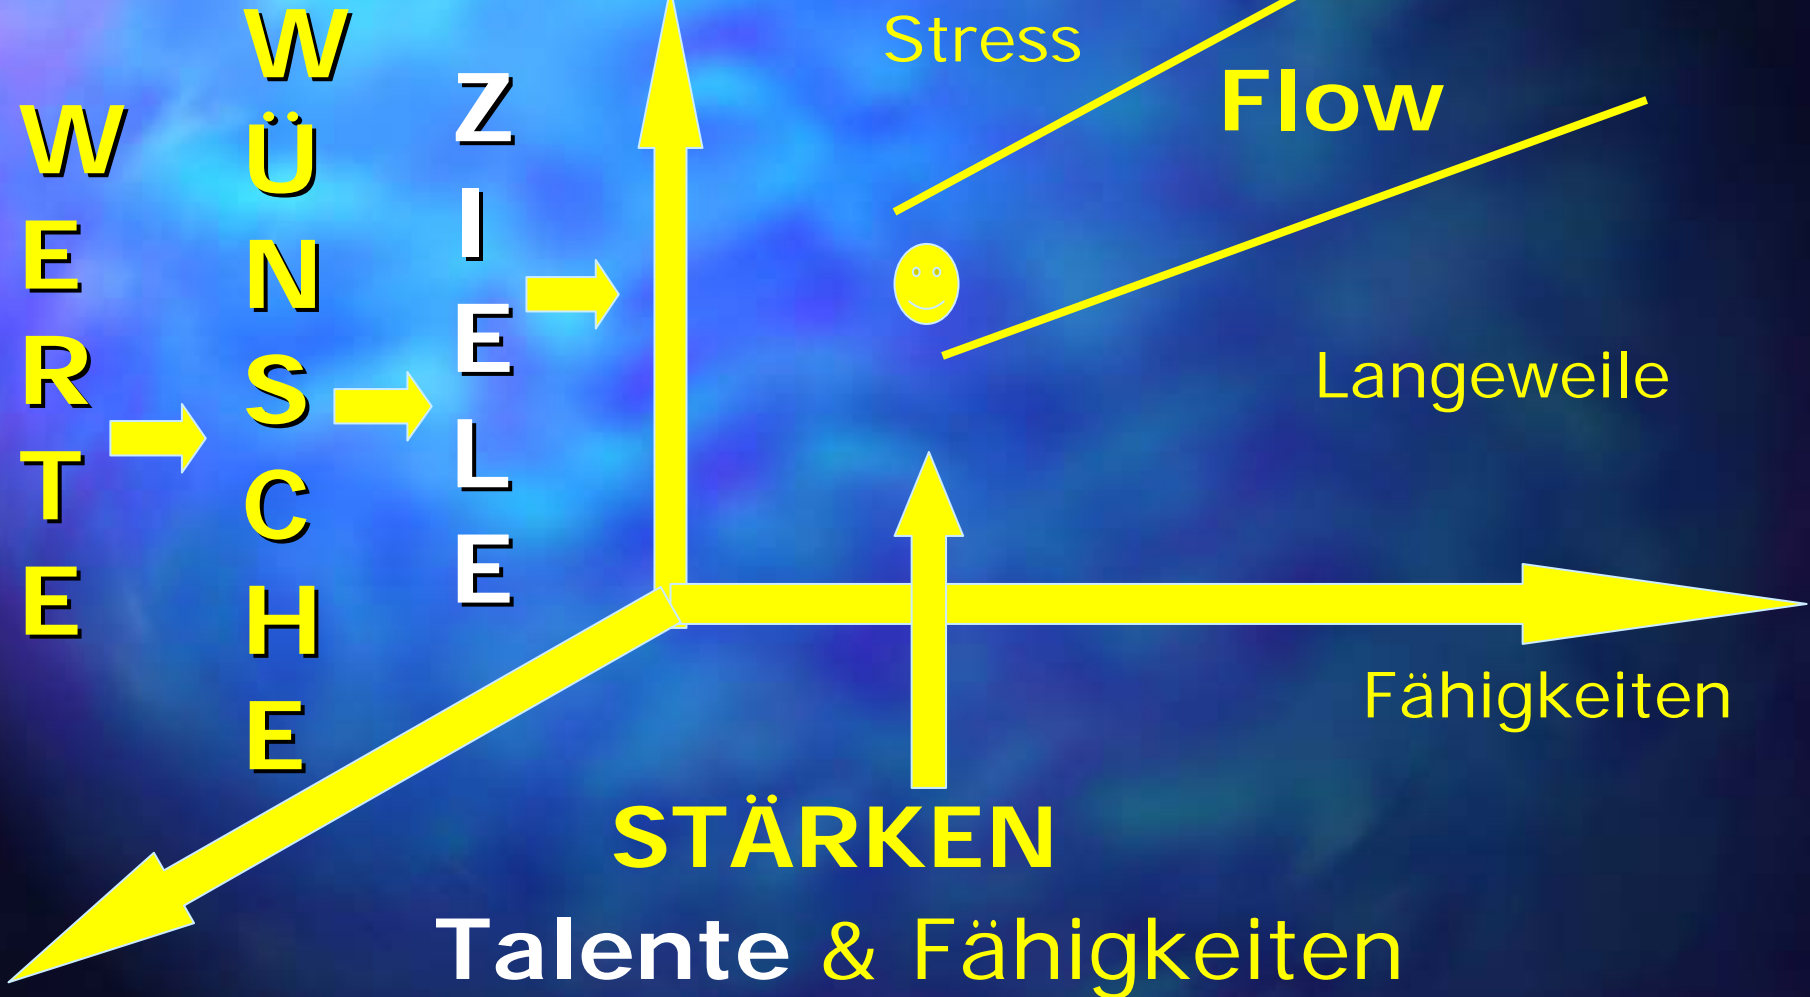 WERTE
WÜNSCHE
ZIELE
Stress
Flow
Langeweile
Fähigkeiten
STÄRKEN
Talente & Fähigkeiten